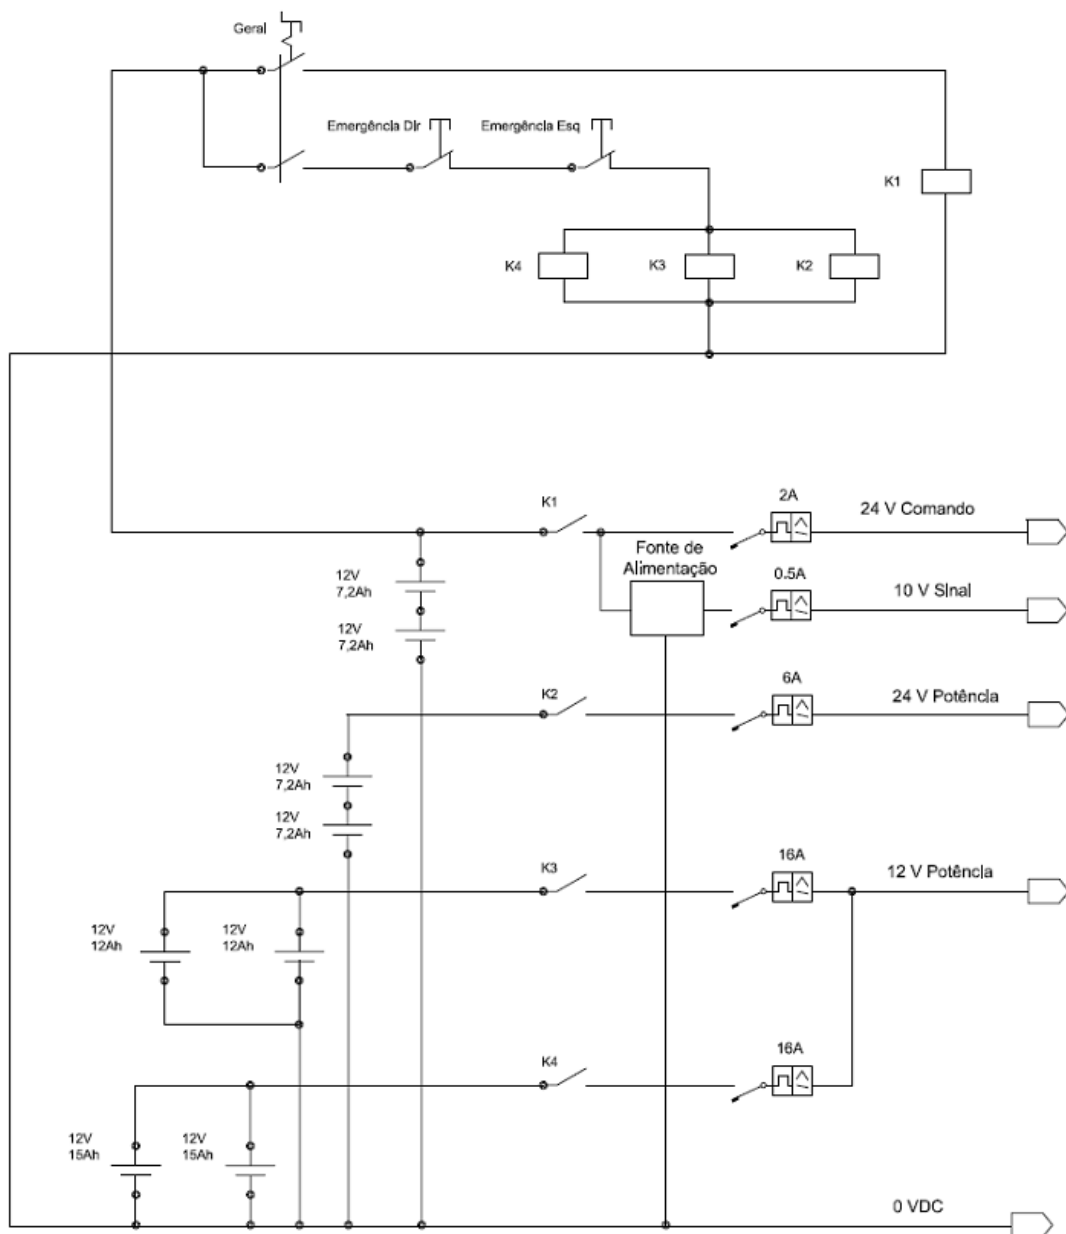 Geral
Emergência Dir
Emergência Esq
K1
K4
K3
K2
K1
2A
24 V Comando
Fonte de
Alimentação
12V
7,2Ah
0.5A
10 V Sinal
12V
7,2Ah
K2
6A
24 V Potência
12V
7,2Ah
12V
7,2Ah
K3
16A
12 V Potência
12V
12Ah
12V
12Ah
K4
16A
12V
15Ah
12V
15Ah
0 VDC